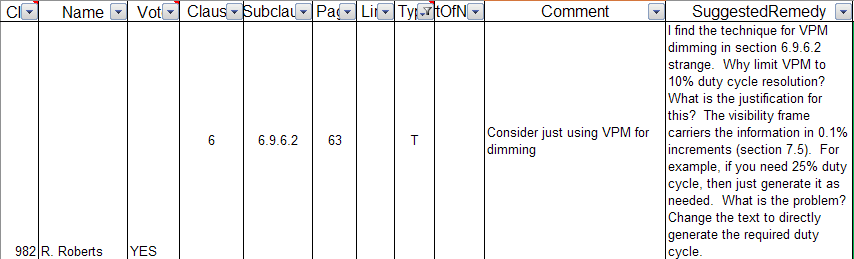 Cl Name Vot Claus Subclau Pag Lin Typ rtOfN Comment SuggestedRemedy
I find the technique for VPM
dimming in section 6.9.6.2
strange. Why limit VPM to
10% duty cycle resolution?
What is the justification for
this? The visibility frame
carriers the information in 0.1%
increments (section 7.5). For
example, if you need 25% duty
cycle, then just generate it as
needed. What is the problem?
Change the text to directly
generate the required duty
cycle.
6 6.9.6.2 63 T Consider just using VPM for
dimming
982 R. Roberts YES